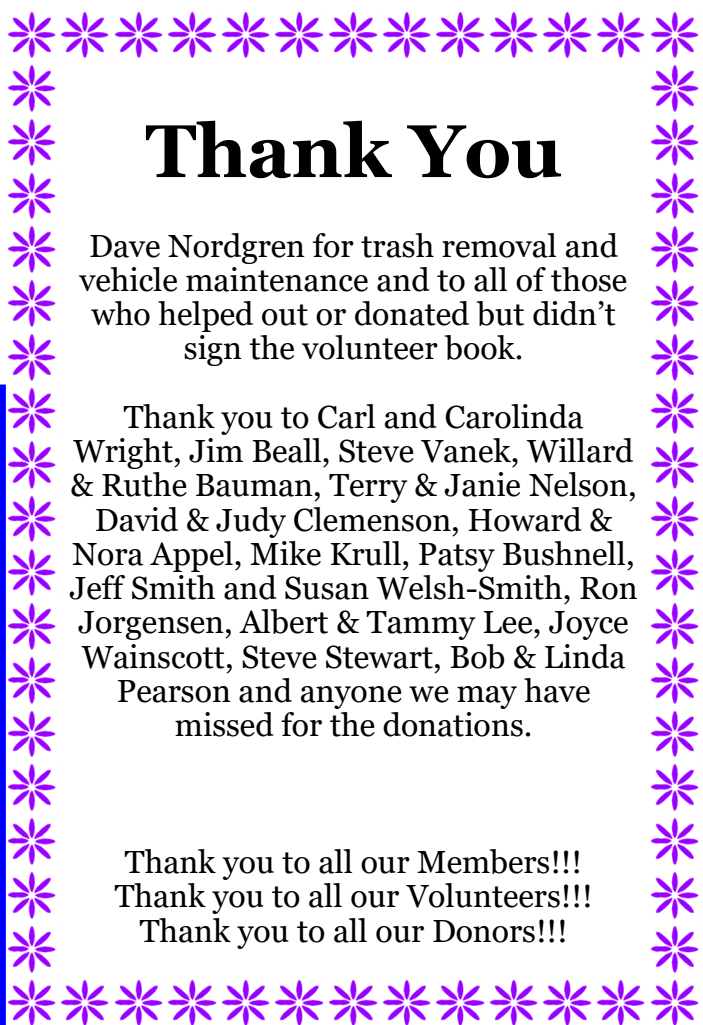 Thank You
Dave Nordgren for trash removal and
vehicle maintenance and to all of those
who helped out or donated but didn’t
sign the volunteer book.
Thank you to Carl and Carolinda
Wright, Jim Beall, Steve Vanek, Willard
& Ruthe Bauman, Terry & Janie Nelson,
David & Judy Clemenson, Howard &
Nora Appel, Mike Krull, Patsy Bushnell,
Jeff Smith and Susan Welsh-Smith, Ron
Jorgensen, Albert & Tammy Lee, Joyce
Wainscott, Steve Stewart, Bob & Linda
Pearson and anyone we may have
missed for the donations.
Thank you to all our Members!!!
Thank you to all our Volunteers!!!
Thank you to all our Donors!!!